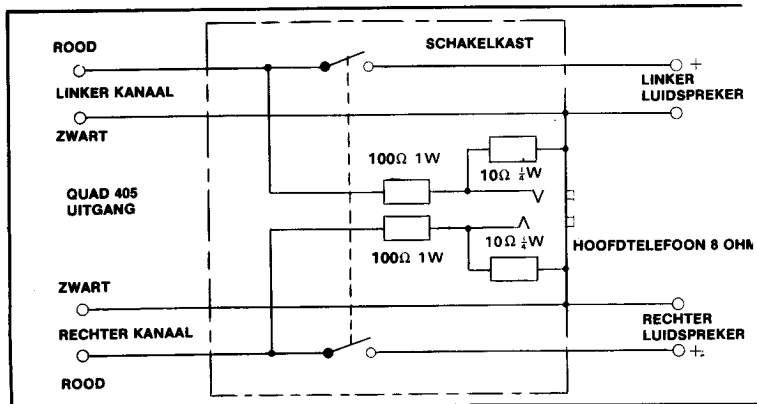 ROOD
SCHAKELKAST
+
LINKER KANAAL
LINKER
LUIDSPREKER
ZWART
100Ω 1W
10Ω ¼W
QUAD 405
UITGANG
10Ω ¼W
HOOFDTELEFOON 8 OHM
100Ω 1W
ZWART
RECHTER KANAAL
RECHTER
LUIDSPREKER
+
ROOD